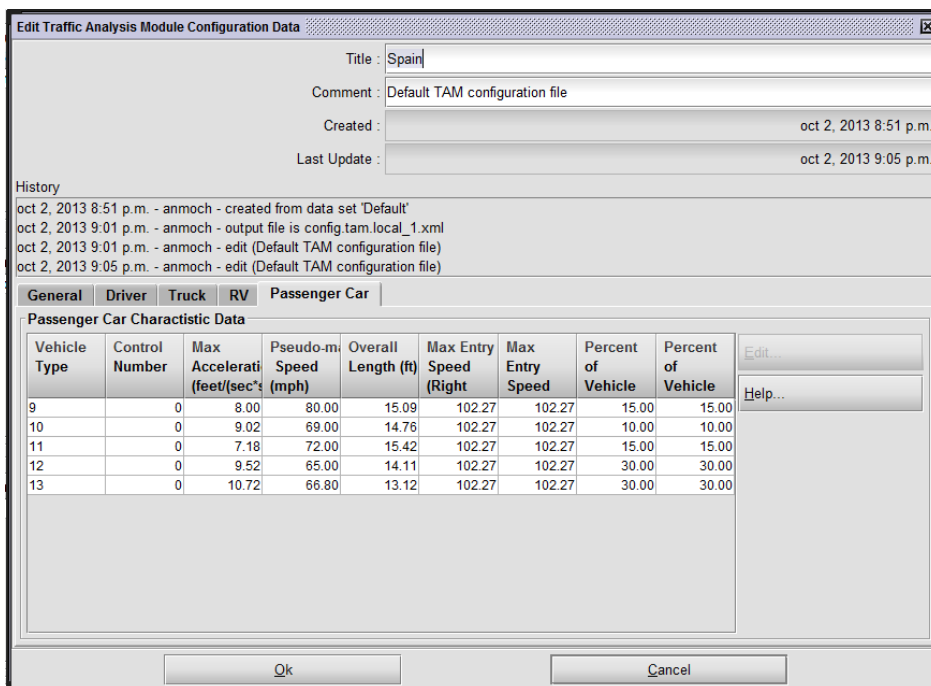 Edit Traffic Analysis Module Configuration Data
Title : Spain
Comment : Default TAM configuration file
Created : oct 2, 2013 8:51 p.m.
Last Update : oct 2, 2013 9:05 p.m.
History
oct 2, 2013 8:51 p.m. - anmoch - created from data set 'Default'
oct 2, 2013 9:01 p.m. - anmoch - output file is config.tam.local_1.xml
oct 2, 2013 9:01 p.m. - anmoch - edit (Default TAM configuration file)
oct 2, 2013 9:05 p.m. - anmoch - edit (Default TAM configuration file)
General Driver Truck RV Passenger Car
Passenger Car Charactistic Data
Vehicle Control Max Pseudo-ma Overall Max Entry Max Percent Percent
Type Number Accelerati Speed Length (ft) Speed Entry of of
(feet/(sec*s (mph) (Right Speed Vehicle Vehicle
9 0 8.00 80.00 15.09 102.27 102.27 15.00 15.00
10 0 9.02 69.00 14.76 102.27 102.27 10.00 10.00
11 0 7.18 72.00 15.42 102.27 102.27 15.00 15.00
12 0 9.52 65.00 14.11 102.27 102.27 30.00 30.00
13 0 10.72 66.80 13.12 102.27 102.27 30.00 30.00
Edit...
Help...
Ok Cancel